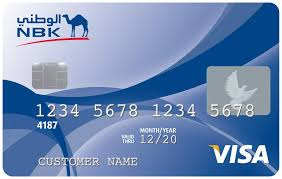 الوطني
NBK
1234 5678 1234 5678
4187
MONTH/YEAR
VALID THRU 12/20
CUSTOMER NAME
VISA